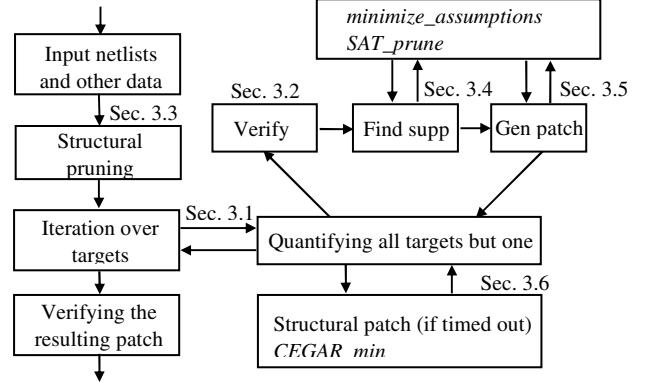 minimize_assumptions
SAT_prune
Input netlists
and other data
Sec. 3.3
Sec. 3.2
Sec. 3.4
Sec. 3.5
Structural
pruning
Verify
Find supp
Gen patch
Sec. 3.1
Iteration over
targets
Quantifying all targets but one
Sec. 3.6
Verifying the
resulting patch
Structural patch (if timed out)
CEGAR_min